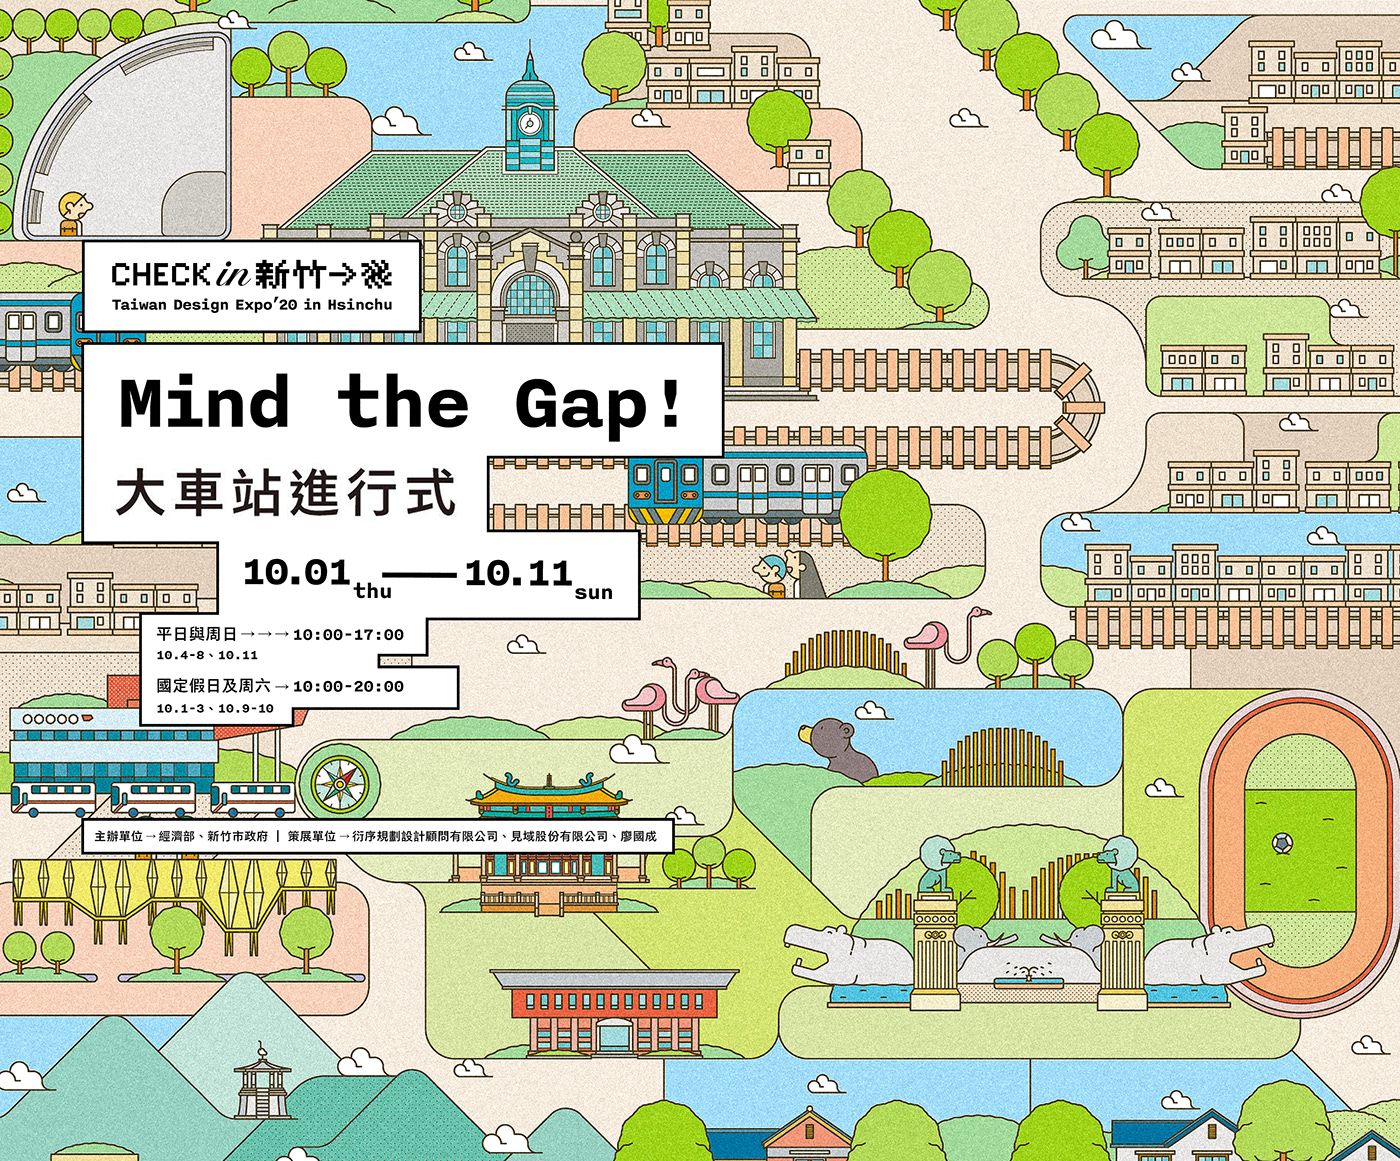 CHECK in 新竹→
Taiwan Design Expo'20 in Hsinchu
Mind the Gap!
大車站進行式
10.01 thu — 10.11 sun
平日與周日→→→10:00-17:00
10.4-8、10.11
國定假日及周六→10:00-20:00
10.1-3、10.9-10
主辦單位→經濟部、新竹市政府 | 策展單位→衍序規劃設計顧問有限公司、見域股份有限公司、廖國成